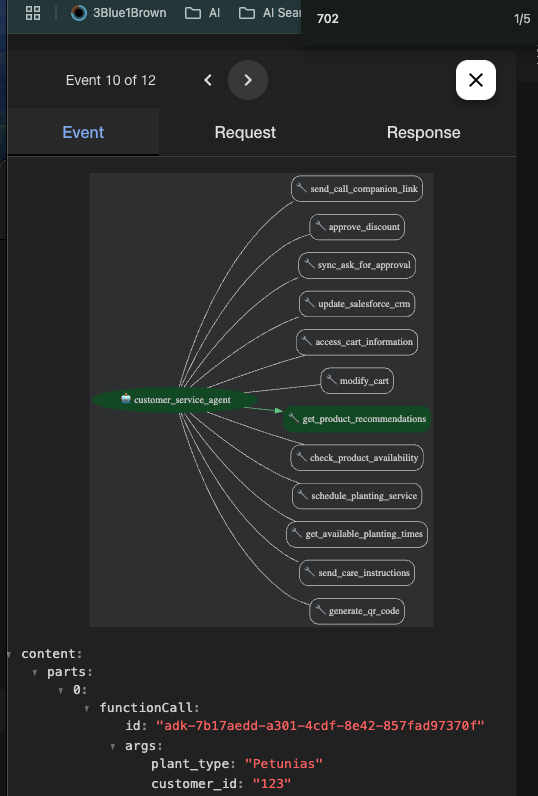 3Blue1Brown
AI
AI Sea
702
1/5
Event 10 of 12
Event
Request
Response
send_call_companion_link
approve_discount
sync_ask_for_approval
update_salesforce_crm
access_cart_information
modify_cart
customer_service_agent
get_product_recommendations
check_product_availability
schedule_planting_service
get_available_planting_times
send_care_instructions
generate_qr_code
content:
parts:
0:
functionCall:
id: "adk-7b17aedd-a301-4cdf-8e42-857fad97370f"
args:
plant_type: "Petunias"
customer_id: "123"